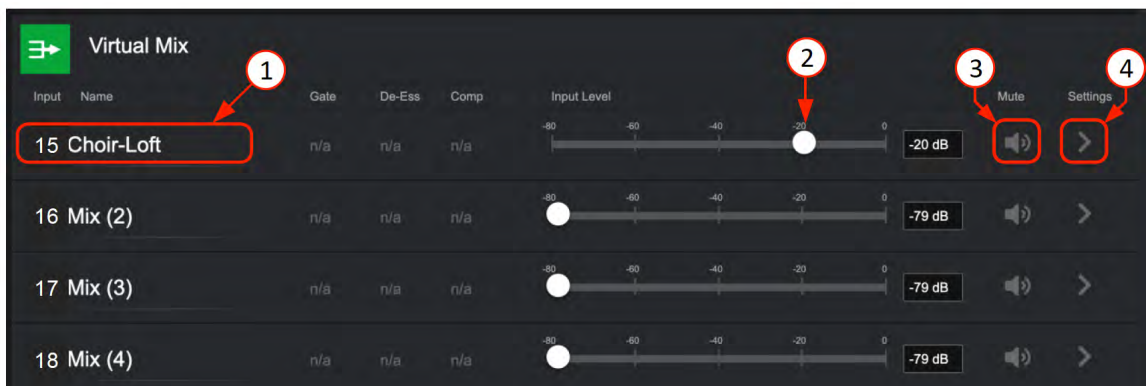 Virtual Mix
1
2
3
4
Input Name Gate De-Ess Comp Input Level Mute Settings
-80 -60 -40 -20 0
15 Choir-Loft n/a n/a n/a -20 dB
-80 -60 -40 -20 0
16 Mix (2) n/a n/a n/a -79 dB
-80 -60 -40 -20 0
17 Mix (3) n/a n/a n/a -79 dB
-80 -60 -40 -20 0
18 Mix (4) n/a n/a n/a -79 dB